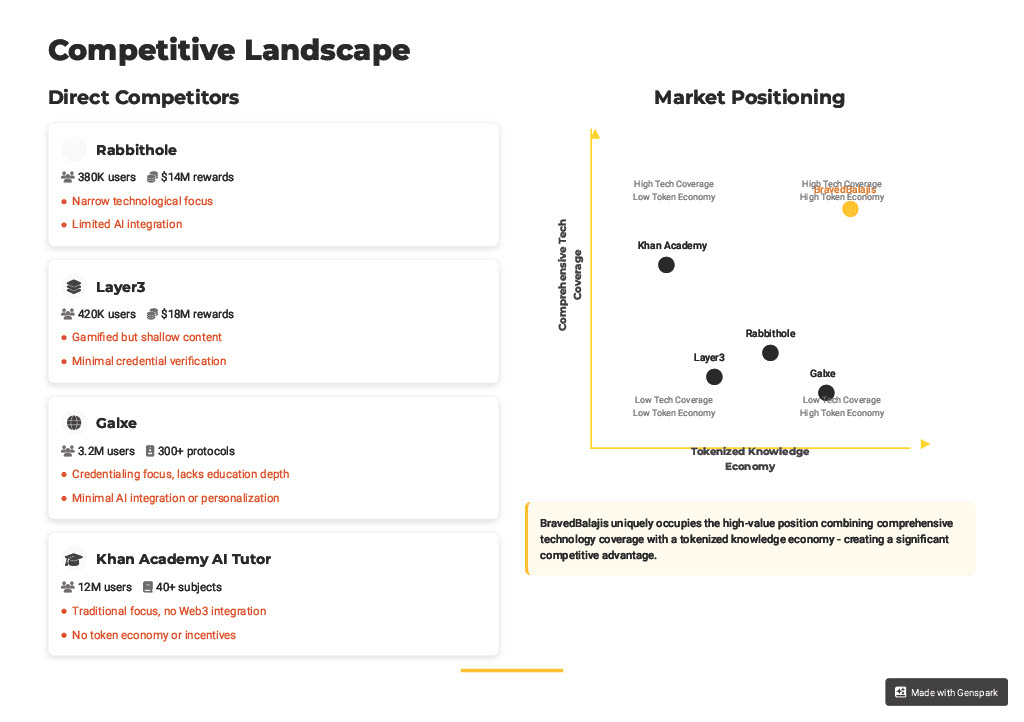 Competitive Landscape
Direct Competitors
Rabbithole
380K users $14M rewards
Narrow technological focus
Limited AI integration
Layer3
420K users $18M rewards
Gamified but shallow content
Minimal credential verification
Galxe
3.2M users 300+ protocols
Credentialing focus, lacks education depth
Minimal AI integration or personalization
Khan Academy AI Tutor
12M users 40+ subjects
Traditional focus, no Web3 integration
No token economy or incentives
Market Positioning
Comprehensive Tech
Coverage
High Tech Coverage
Low Token Economy
High Tech Coverage
High Token Economy
BravedBalajis
Khan Academy
Rabbithole
Layer3
Galxe
Low Tech Coverage
Low Token Economy
Low Tech Coverage
High Token Economy
Tokenized Knowledge
Economy
BravedBalajis uniquely occupies the high-value position combining comprehensive
technology coverage with a tokenized knowledge economy - creating a significant
competitive advantage.
Made with Genspark